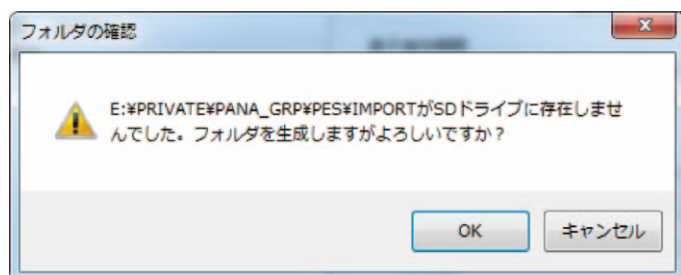 フォルダの確認
E:¥PRIVATE¥PANA_GRP¥PES¥IMPORTがSDドライブに存在しませ
んでした。フォルダを生成しますがよろしいですか？
OK
キャンセル